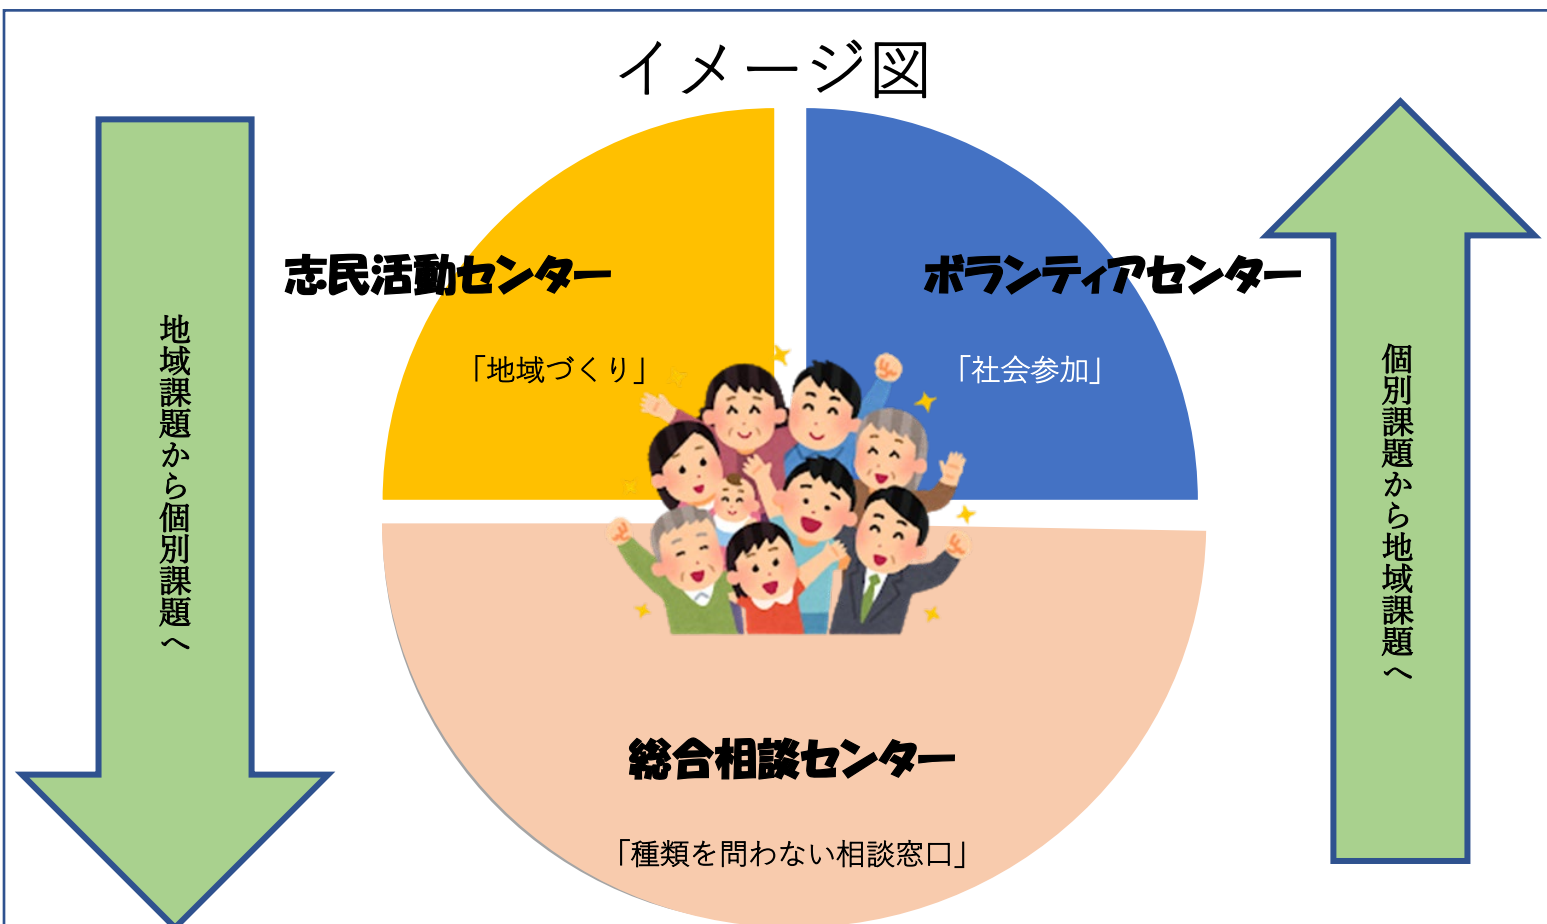 イメージ図
志民活動センター
「地域づくり」
ボランティアセンター
「社会参加」
地域課題から個別課題へ
個別課題から地域課題へ
総合相談センター
「種類を問わない相談窓口」